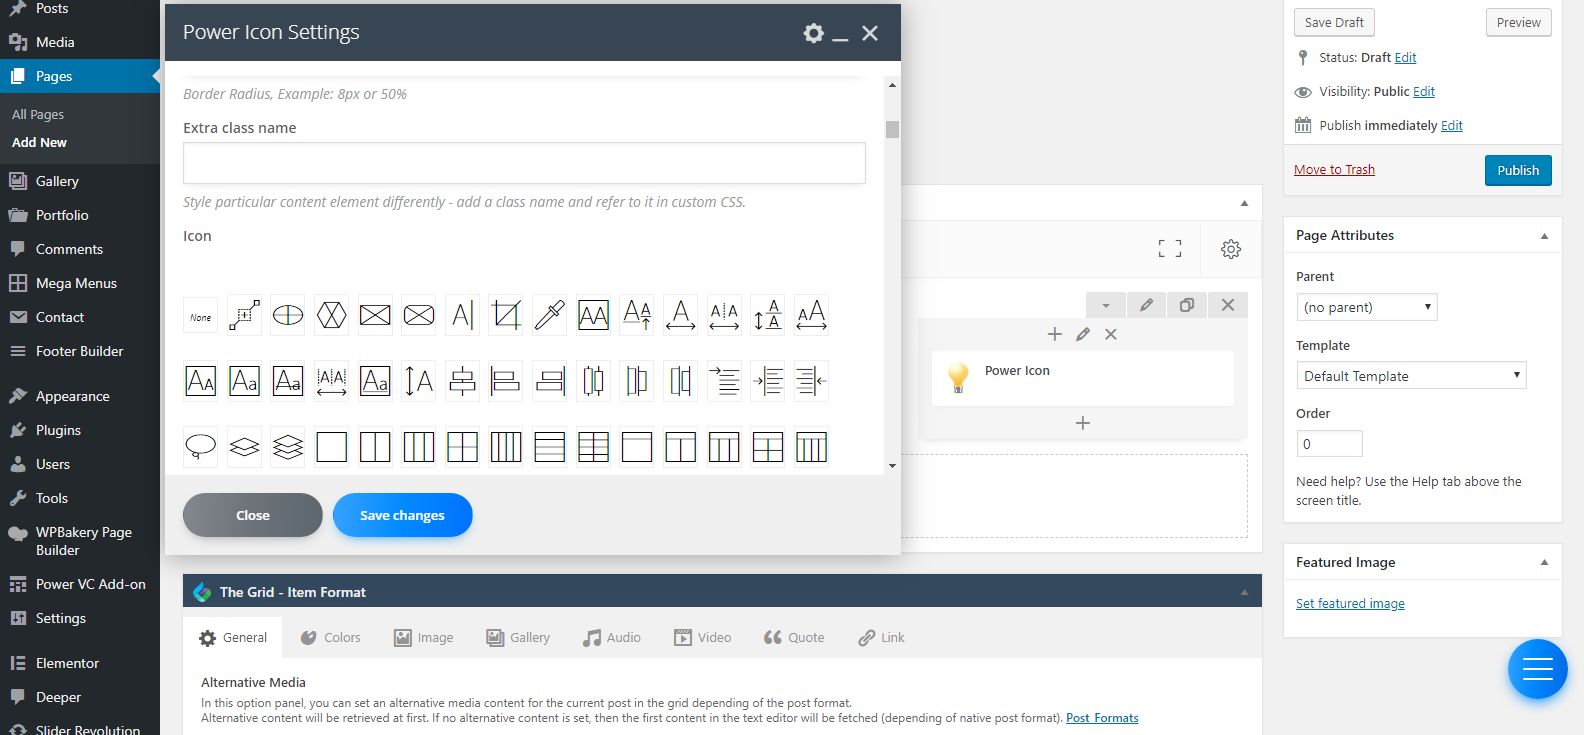 Posts
Media
Pages
All Pages
Add New
Gallery
Portfolio
Comments
Mega Menus
Contact
Footer Builder
Appearance
Plugins
Users
Tools
WPBakery Page
Builder
Power VC Add-on
Settings
Elementor
Deeper
Slider Revolution
Power Icon Settings
Border Radius, Example: 8px or 50%
Extra class name
Style particular content element differently - add a class name and refer to it in custom CSS.
Icon
None
Close
Save changes
Power Icon
The Grid - Item Format
General
Colors
Image
Gallery
Audio
Video
Quote
Link
Alternative Media
In this option panel, you can set an alternative media content for the current post in the grid depending of the post format.
Alternative content will be retrieved at first. If no alternative content is set, then the first content in the text editor will be fetched (depending of native post format). Post Formats
Save Draft
Preview
Status: Draft Edit
Visibility: Public Edit
Publish immediately Edit
Move to Trash
Publish
Page Attributes
Parent
(no parent)
Template
Default Template
Order
0
Need help? Use the Help tab above the
screen title.
Featured Image
Set featured image